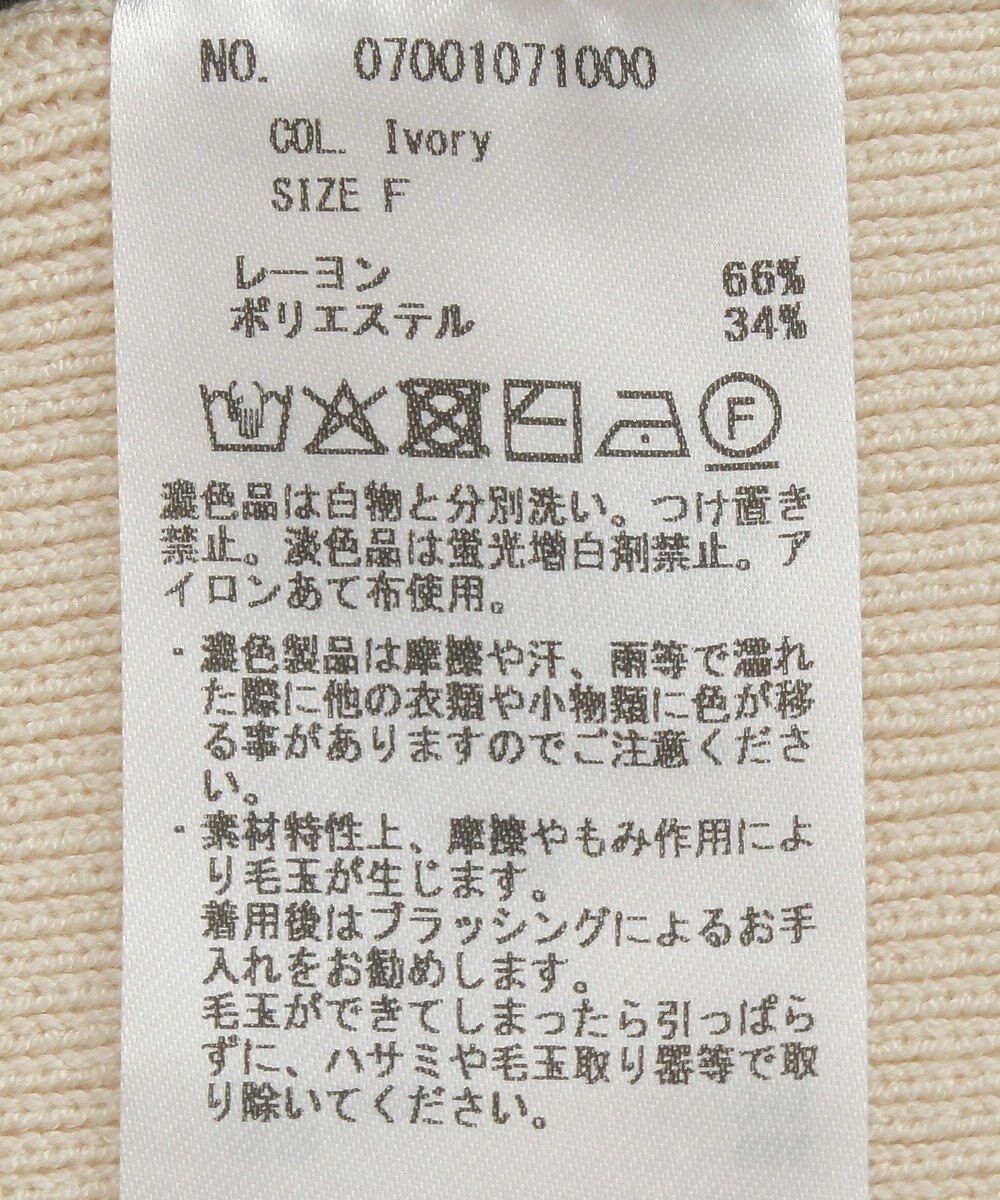 NO. 07001071000
COL. Ivory
SIZE F
レーヨン 66%
ポリエステル 34%
F
濃色品は白物と分別洗い。つけ置き
禁止。淡色品は蛍光増白剤禁止。ア
イロンあて布使用。
・濃色製品は摩擦や汗、雨等で濡れ
た際に他の衣類や小物類に色が移
る事がありますのでご注意くださ
い。
・素材特性上、摩擦やもみ作用によ
り毛玉が生じます。
着用後はブラッシングによるお手
入れをお勧めします。
毛玉ができてしまったら引っぱら
ずに、ハサミや毛玉取り器等で取
り除いてください。